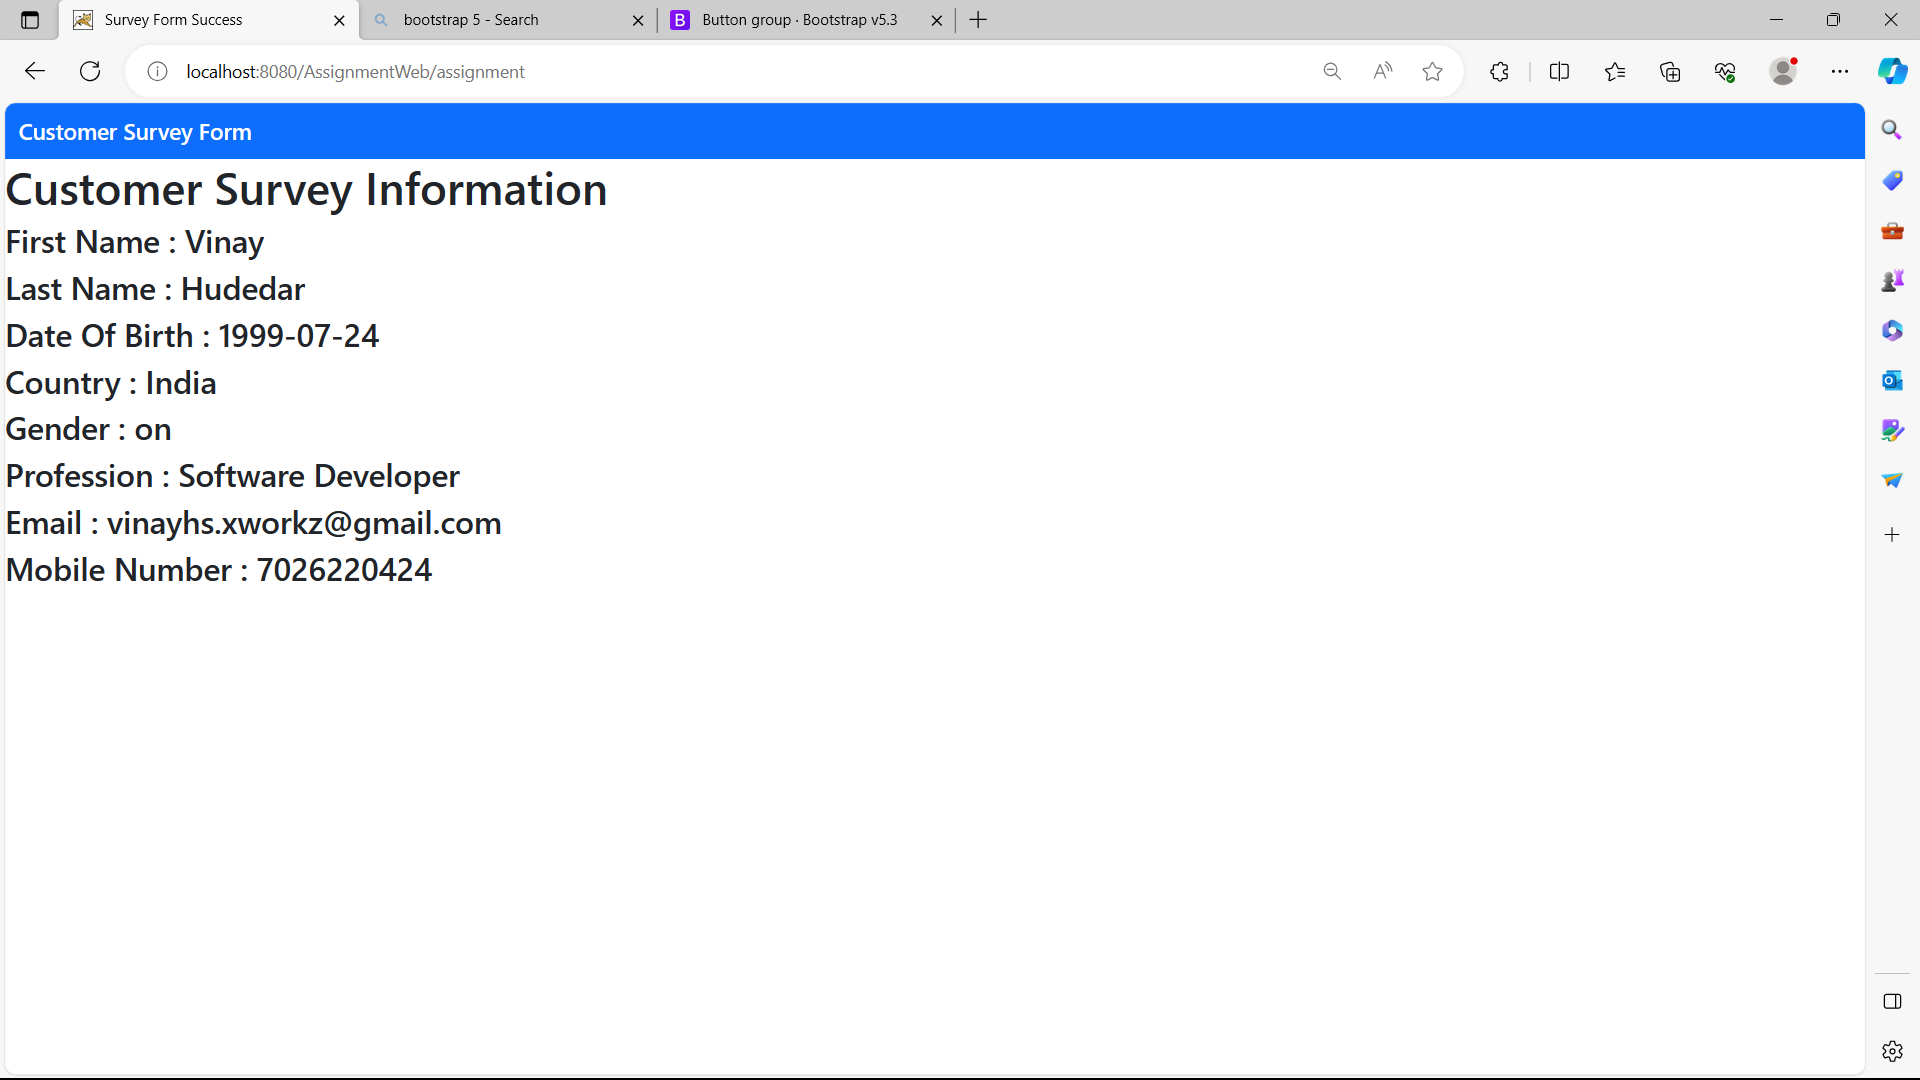 Survey Form Success
bootstrap 5 - Search
B
Button group · Bootstrap v5.3
localhost:8080/AssignmentWeb/assignment
Customer Survey Form
Customer Survey Information
First Name : Vinay
Last Name : Hudedar
Date Of Birth : 1999-07-24
Country : India
Gender : on
Profession : Software Developer
Email : vinayhs.xworkz@gmail.com
Mobile Number : 7026220424